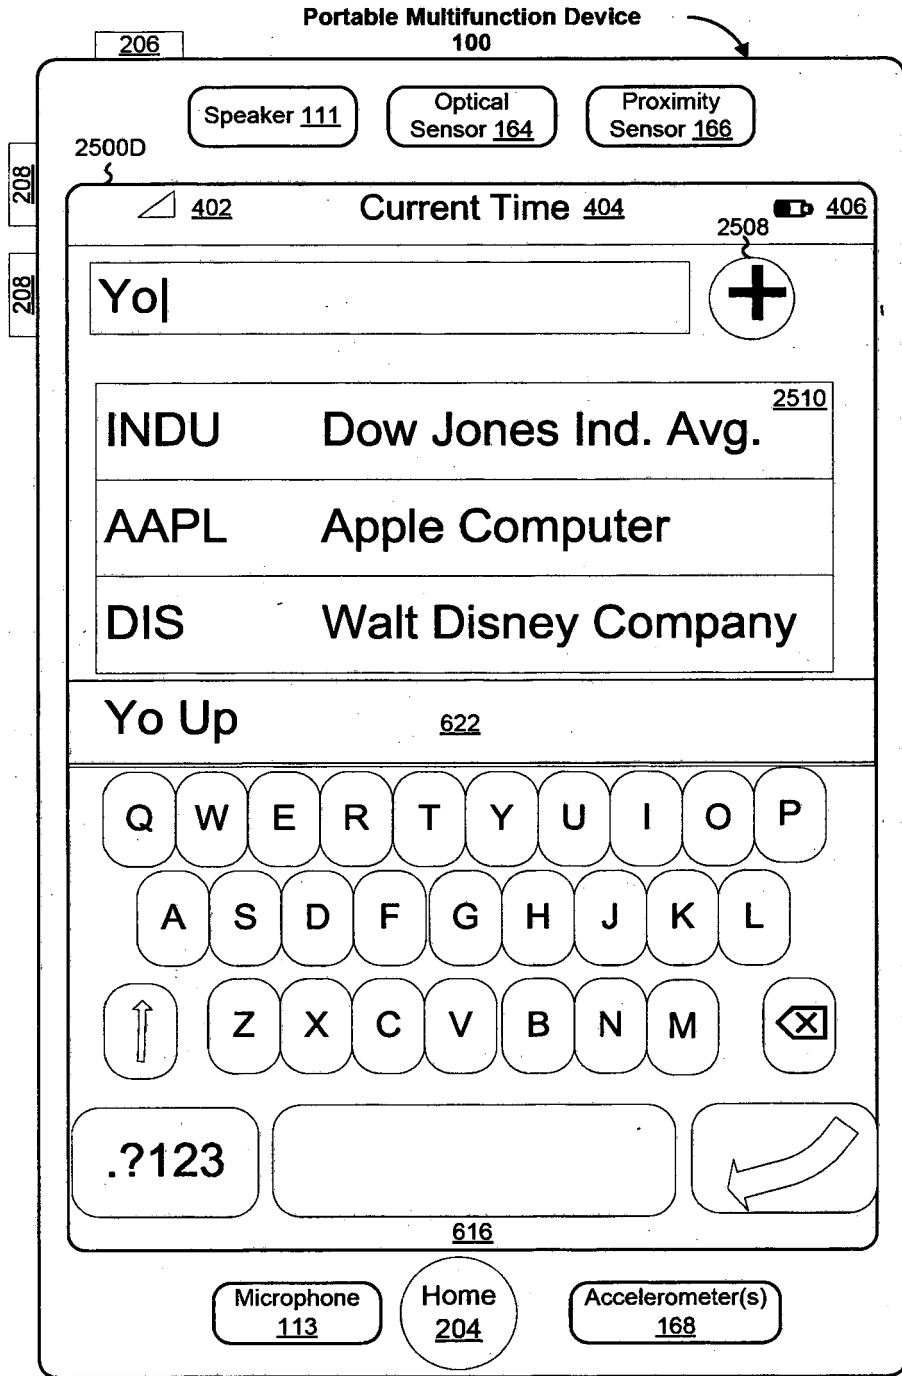 Portable Multifunction Device
100
206
Speaker 111
Optical
Sensor 164
Proximity
Sensor 166
2500D
208
402
Current Time 404
406
2508
208
Yo
2510
INDU Dow Jones Ind. Avg.
AAPL Apple Computer
DIS Walt Disney Company
Yo Up 622
Q W E R T Y U I O P
A S D F G H J K L
Z X C V B N M
.?123
616
Microphone
113
Home
204
Accelerometer(s)
168